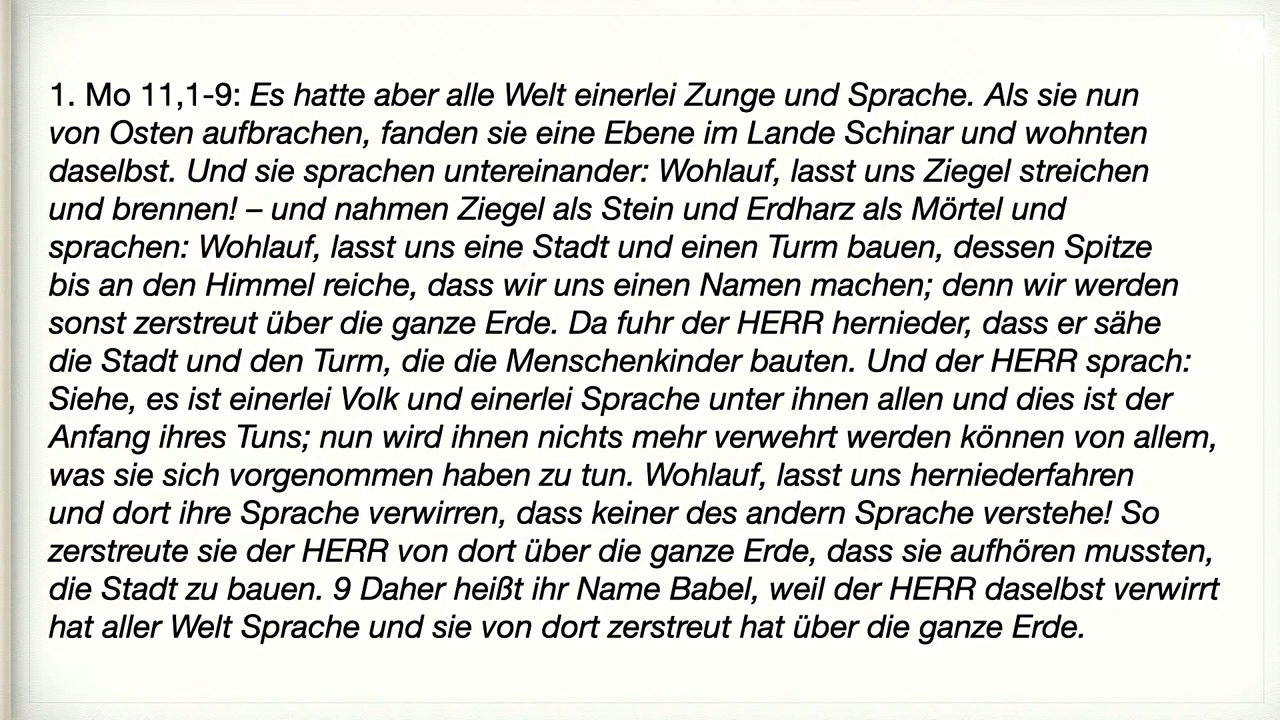 1. Mo 11,1-9: Es hatte aber alle Welt einerlei Zunge und Sprache. Als sie nun
von Osten aufbrachen, fanden sie eine Ebene im Lande Schinar und wohnten
daselbst. Und sie sprachen untereinander: Wohlauf, lasst uns Ziegel streichen
und brennen! – und nahmen Ziegel als Stein und Erdharz als Mörtel und
sprachen: Wohlauf, lasst uns eine Stadt und einen Turm bauen, dessen Spitze
bis an den Himmel reiche, dass wir uns einen Namen machen; denn wir werden
sonst zerstreut über die ganze Erde. Da fuhr der HERR hernieder, dass er sähe
die Stadt und den Turm, die die Menschenkinder bauten. Und der HERR sprach:
Siehe, es ist einerlei Volk und einerlei Sprache unter ihnen allen und dies ist der
Anfang ihres Tuns; nun wird ihnen nichts mehr verwehrt werden können von allem,
was sie sich vorgenommen haben zu tun. Wohlauf, lasst uns herniederfahren
und dort ihre Sprache verwirren, dass keiner des andern Sprache verstehe! So
zerstreute sie der HERR von dort über die ganze Erde, dass sie aufhören mussten,
die Stadt zu bauen. 9 Daher heißt ihr Name Babel, weil der HERR daselbst verwirrt
hat aller Welt Sprache und sie von dort zerstreut hat über die ganze Erde.